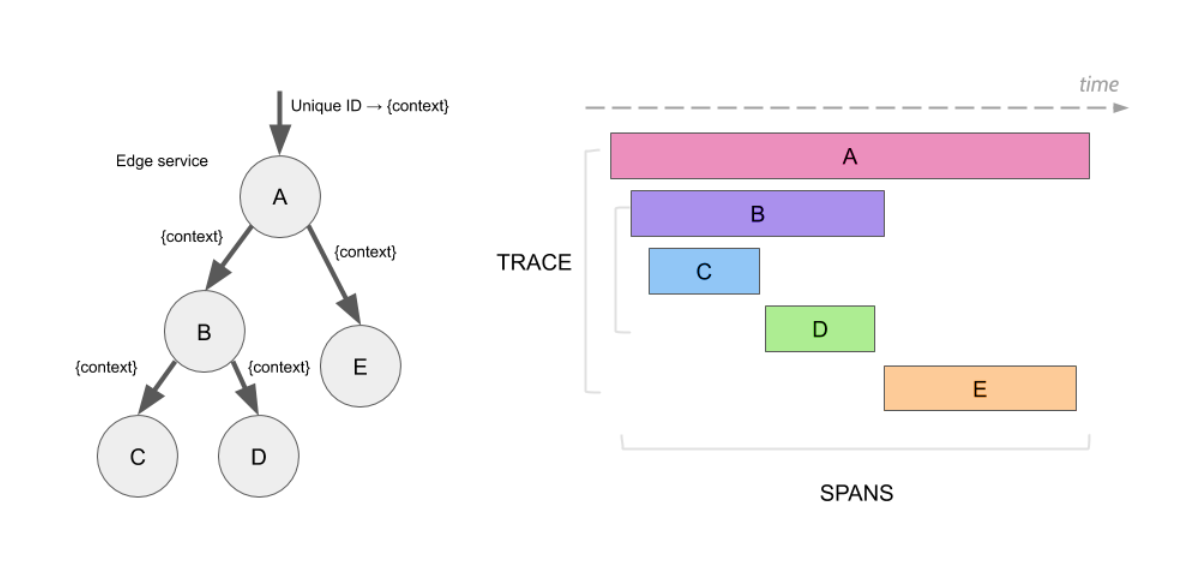 Unique ID → {context}
Edge service
A
{context}
{context}
B
E
{context}
{context}
C
D
time
A
B
C
D
E
TRACE
SPANS